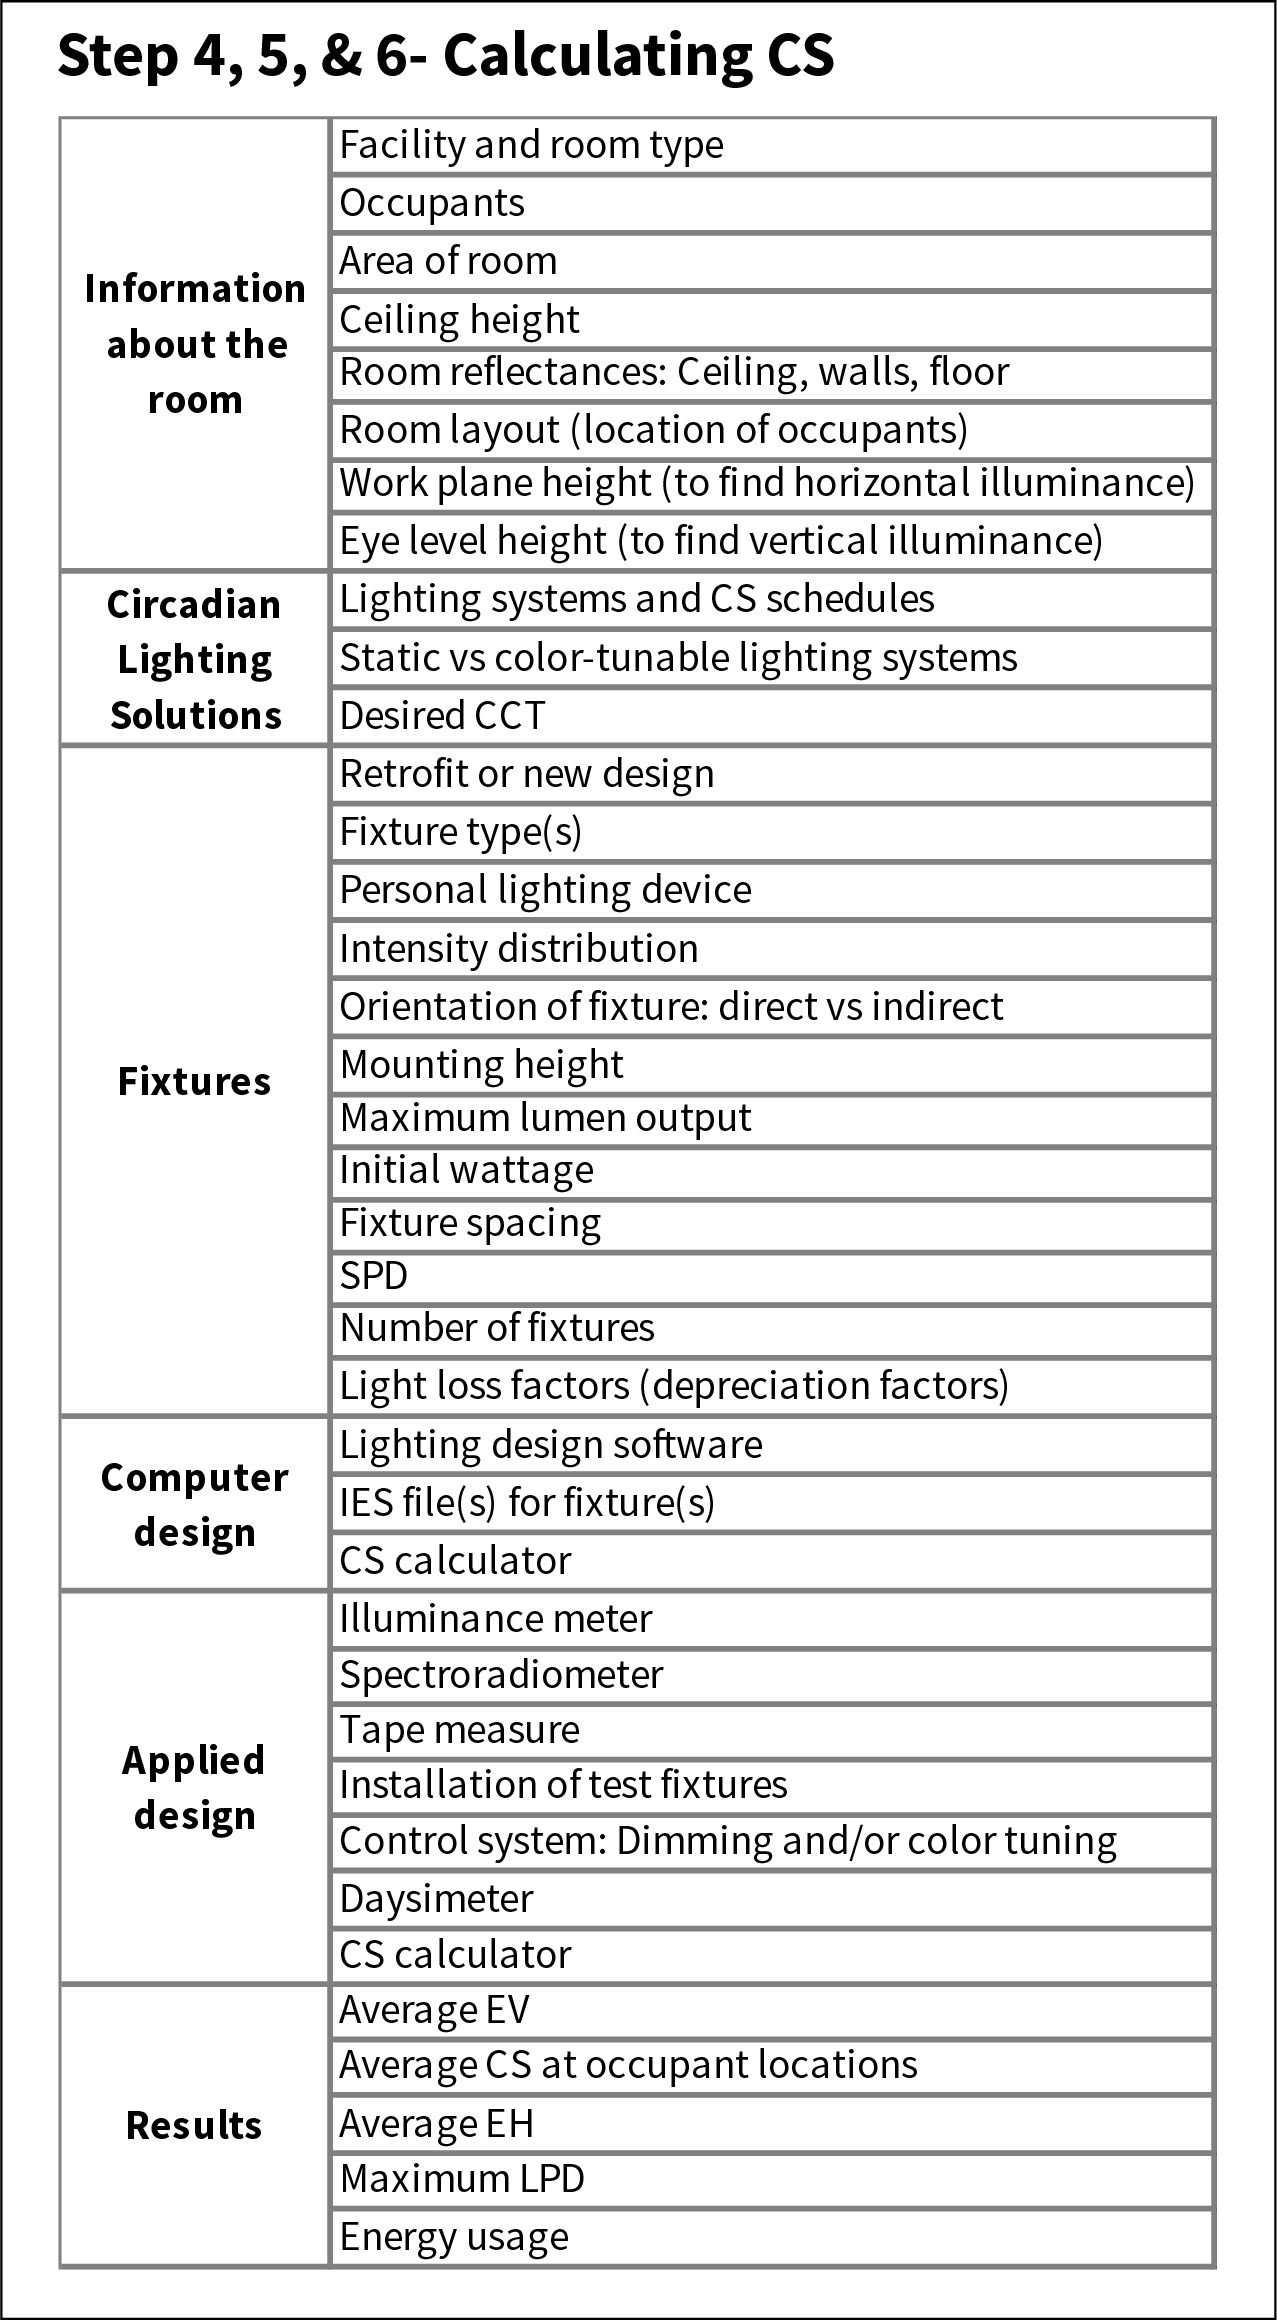 Step 4, 5, & 6- Calculating CS
Information
about the
room
Facility and room type
Occupants
Area of room
Ceiling height
Room reflectances: Ceiling, walls, floor
Room layout (location of occupants)
Work plane height (to find horizontal illuminance)
Eye level height (to find vertical illuminance)
Circadian
Lighting
Solutions
Lighting systems and CS schedules
Static vs color-tunable lighting systems
Desired CCT
Fixtures
Retrofit or new design
Fixture type(s)
Personal lighting device
Intensity distribution
Orientation of fixture: direct vs indirect
Mounting height
Maximum lumen output
Initial wattage
Fixture spacing
SPD
Number of fixtures
Light loss factors (depreciation factors)
Computer
design
Lighting design software
IES file(s) for fixture(s)
CS calculator
Applied
design
Illuminance meter
Spectroradiometer
Tape measure
Installation of test fixtures
Control system: Dimming and/or color tuning
Daysimeter
CS calculator
Results
Average EV
Average CS at occupant locations
Average EH
Maximum LPD
Energy usage